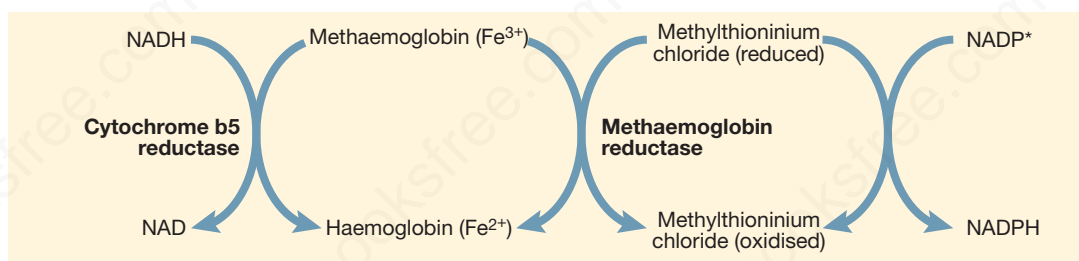 NADH
Methaemoglobin (Fe3+)
Methylthioninium
chloride (reduced)
NADP*
Cytochrome b5
reductase
Methaemoglobin
reductase
NAD
Haemoglobin (Fe2+)
Methylthioninium
chloride (oxidised)
NADPH